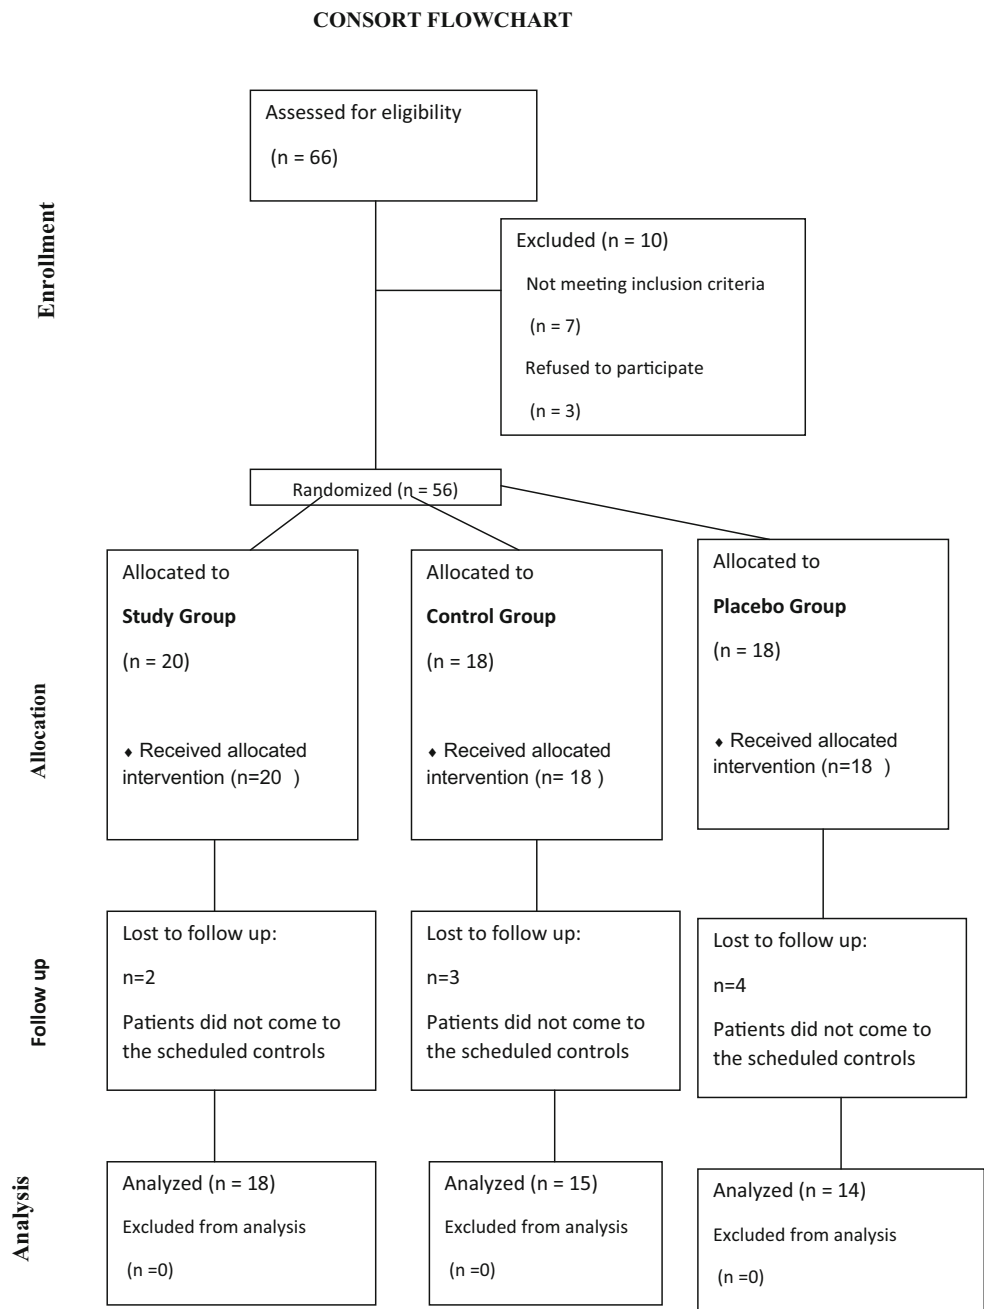 CONSORT FLOWCHART
Enrollment
Assessed for eligibility
(n = 66)
Excluded (n = 10)
Not meeting inclusion criteria
(n = 7)
Refused to participate
(n = 3)
Randomized (n = 56)
Allocation
Allocated to
Study Group
(n = 20)
♦ Received allocated
intervention (n=20 )
Allocated to
Control Group
(n = 18)
♦ Received allocated
intervention (n= 18 )
Allocated to
Placebo Group
(n = 18)
♦ Received allocated
intervention (n=18 )
Follow up
Lost to follow up:
n=2
Patients did not come to
the scheduled controls
Lost to follow up:
n=3
Patients did not come to
the scheduled controls
Lost to follow up:
n=4
Patients did not come to
the scheduled controls
Analysis
Analyzed (n = 18)
Excluded from analysis
(n =0)
Analyzed (n = 15)
Excluded from analysis
(n =0)
Analyzed (n = 14)
Excluded from analysis
(n =0)